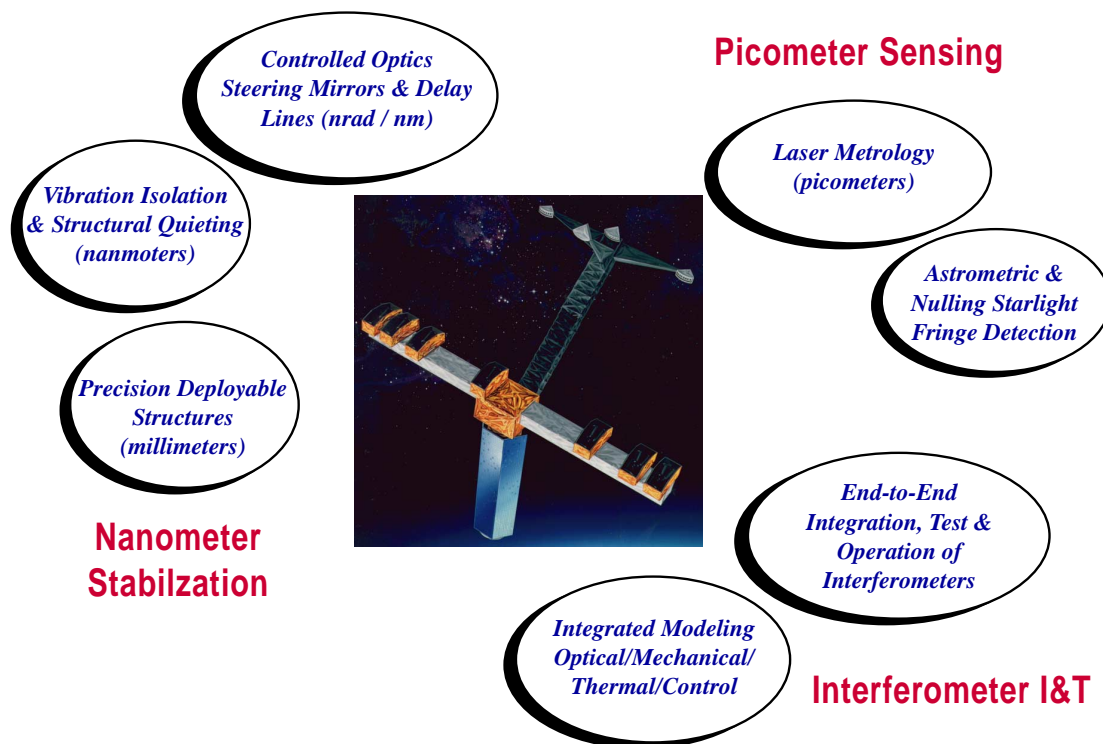 Controlled Optics
Steering Mirrors & Delay
Lines (nrad / nm)
Vibration Isolation
& Structural Quieting
(nanmoters)
Precision Deployable
Structures
(millimeters)
Nanometer
Stabilzation
Picometer Sensing
Laser Metrology
(picometers)
Astrometric &
Nulling Starlight
Fringe Detection
End-to-End
Integration, Test &
Operation of
Interferometers
Integrated Modeling
Optical/Mechanical/
Thermal/Control
Interferometer I&T